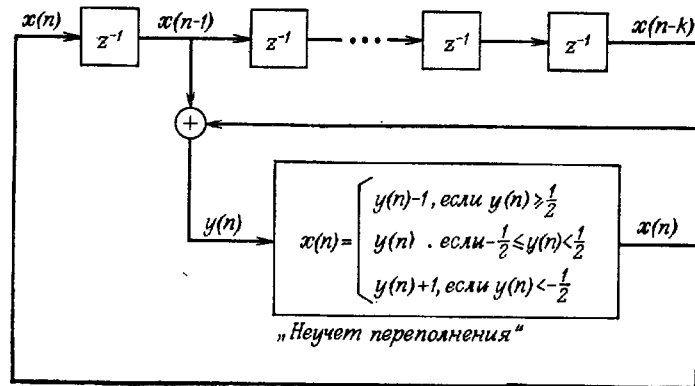 x(n) z⁻¹ x(n-1) z⁻¹ ••• z⁻¹ z⁻¹ x(n-k)
+
y(n)-1, если y(n)≥1/2
y(n) x(n)= y(n) . если -1/2≤y(n)<1/2 x(n)
y(n)+1, если y(n)<-1/2
„Неучет переполнения“